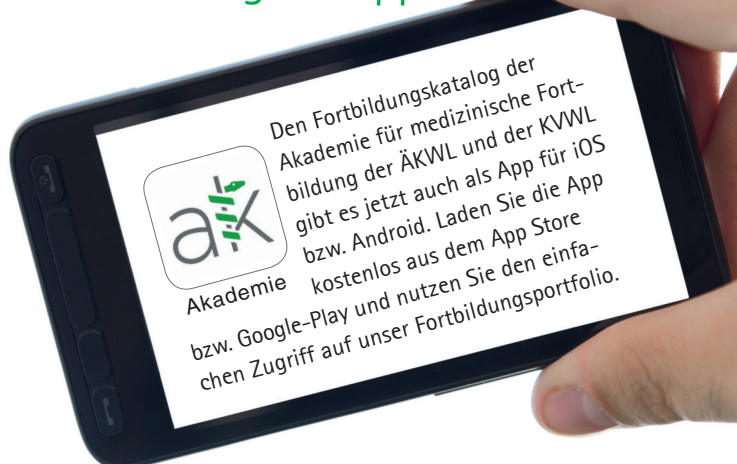 Den Fortbildungskatalog der
Akademie für medizinische Fort-
bildung der ÄKWL und der KVWL
gibt es jetzt auch als App für iOS
bzw. Android. Laden Sie die App
kostenlos aus dem App Store
bzw. Google-Play und nutzen Sie den einfa-
chen Zugriff auf unser Fortbildungsportfolio.
ak
Akademie